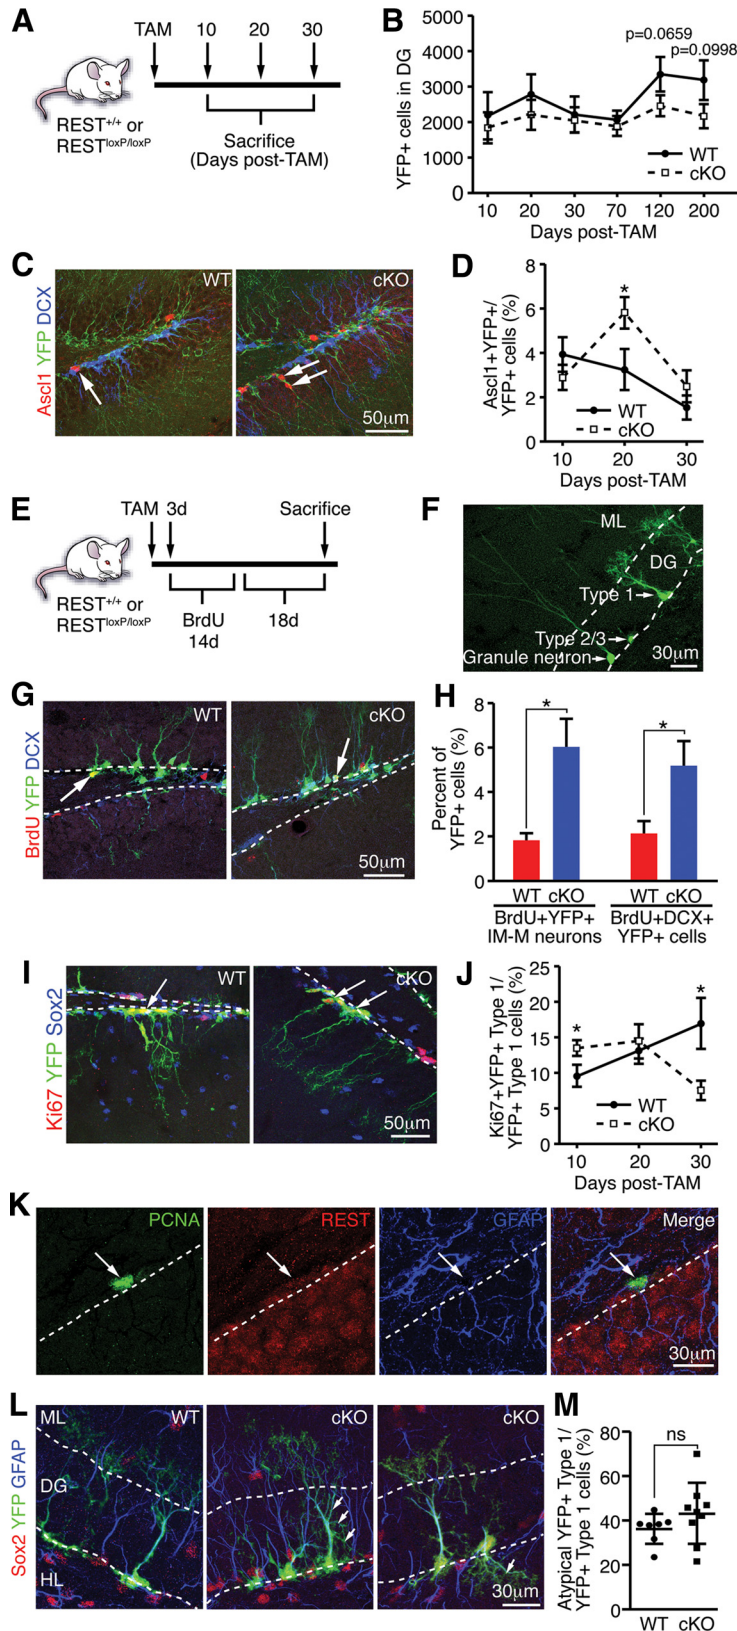 A
TAM 10 20 30
REST+/+ or
RESTloxP/loxP
Sacrifice
(Days post-TAM)
B
YFP+ cells in DG
5000
4000
3000
2000
1000
0
p=0.0659
p=0.0998
WT
cKO
10 20 30 70 120 200
Days post-TAM
C
Ascl1 YFP DCX
WT
cKO
50μm
D
Ascl1+YFP+/
YFP+ cells (%)
8
6
4
2
0
*
WT
cKO
10 20 30
Days post-TAM
E
TAM 3d Sacrifice
REST+/+ or
RESTloxP/loxP
BrdU
14d
18d
F
ML
DG
Type 1
Type 2/3
Granule neuron
30μm
G
BrdU YFP DCX
WT
cKO
50μm
H
Percent of
YFP+ cells (%)
8
6
4
2
0
*
*
WT cKO WT cKO
BrdU+YFP+
IM-M neurons
BrdU+DCX+
YFP+ cells
I
Ki67 YFP Sox2
WT
cKO
50μm
J
Ki67+YFP+ Type 1/
YFP+ Type 1 cells (%)
25
20
15
10
5
0
*
*
WT
cKO
10 20 30
Days post-TAM
K
PCNA
REST
GFAP
Merge
30μm
L
Sox2 YFP GFAP
ML
WT
DG
HL
cKO
cKO
30μm
M
Atypical YFP+ Type 1/
YFP+ Type 1 cells (%)
80
60
40
20
0
ns
WT cKO